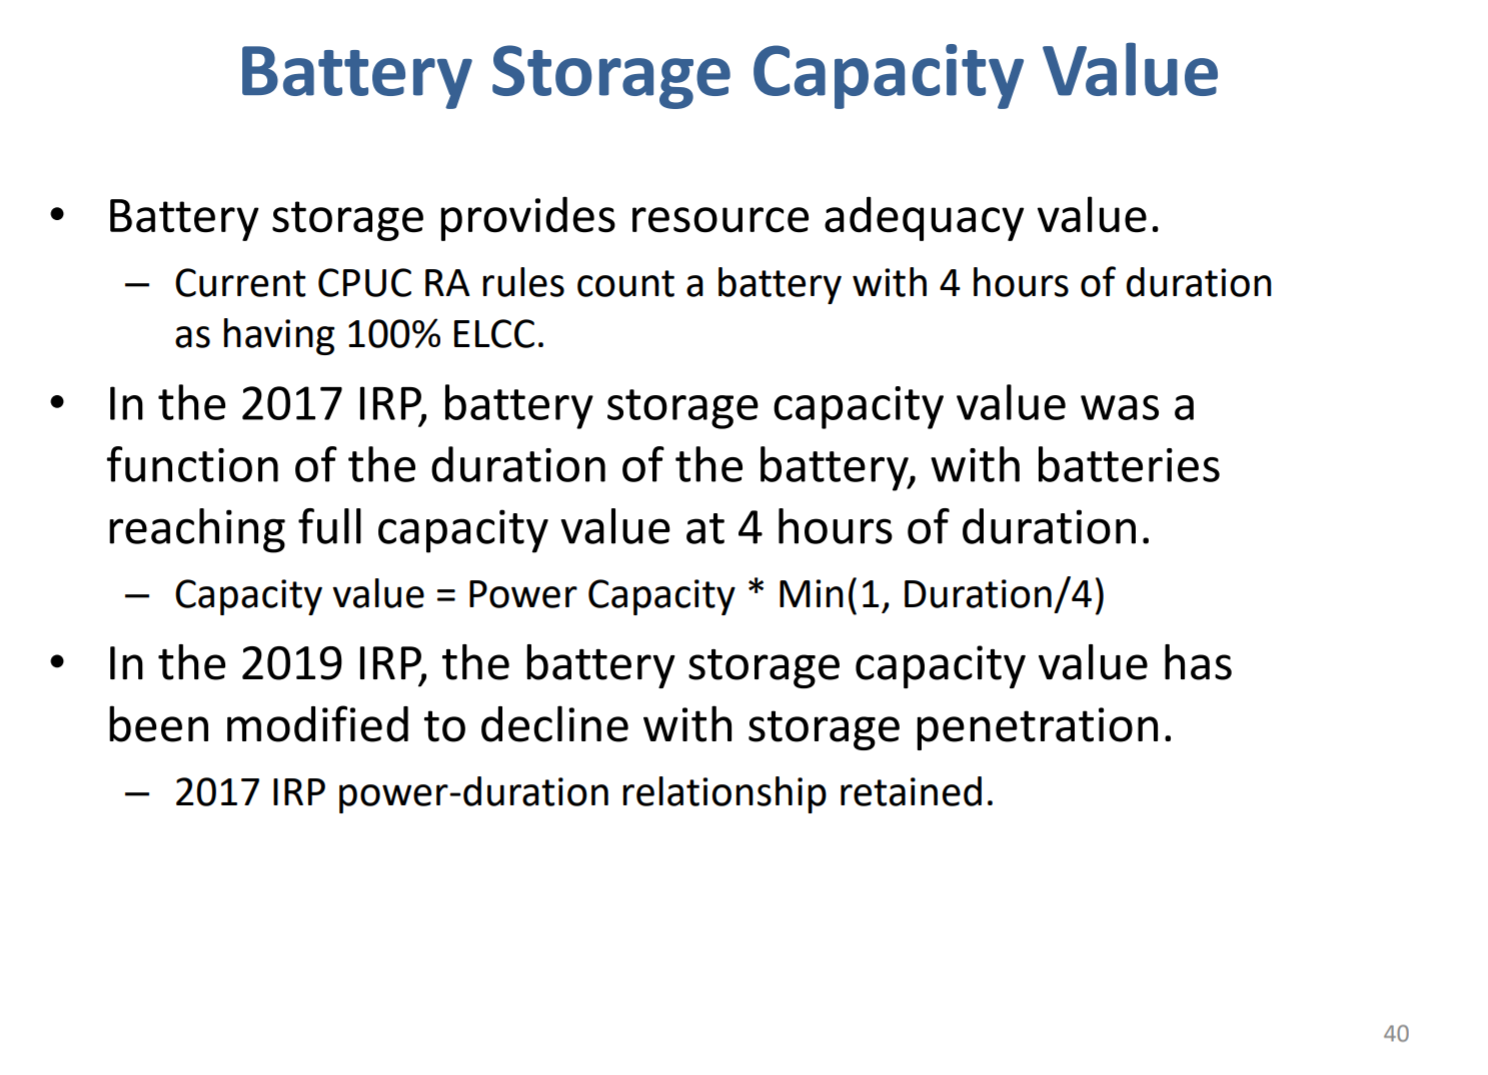 Battery Storage Capacity Value
• Battery storage provides resource adequacy value.
– Current CPUC RA rules count a battery with 4 hours of duration
as having 100% ELCC.
• In the 2017 IRP, battery storage capacity value was a
function of the duration of the battery, with batteries
reaching full capacity value at 4 hours of duration.
– Capacity value = Power Capacity * Min(1, Duration/4)
• In the 2019 IRP, the battery storage capacity value has
been modified to decline with storage penetration.
– 2017 IRP power-duration relationship retained.
40